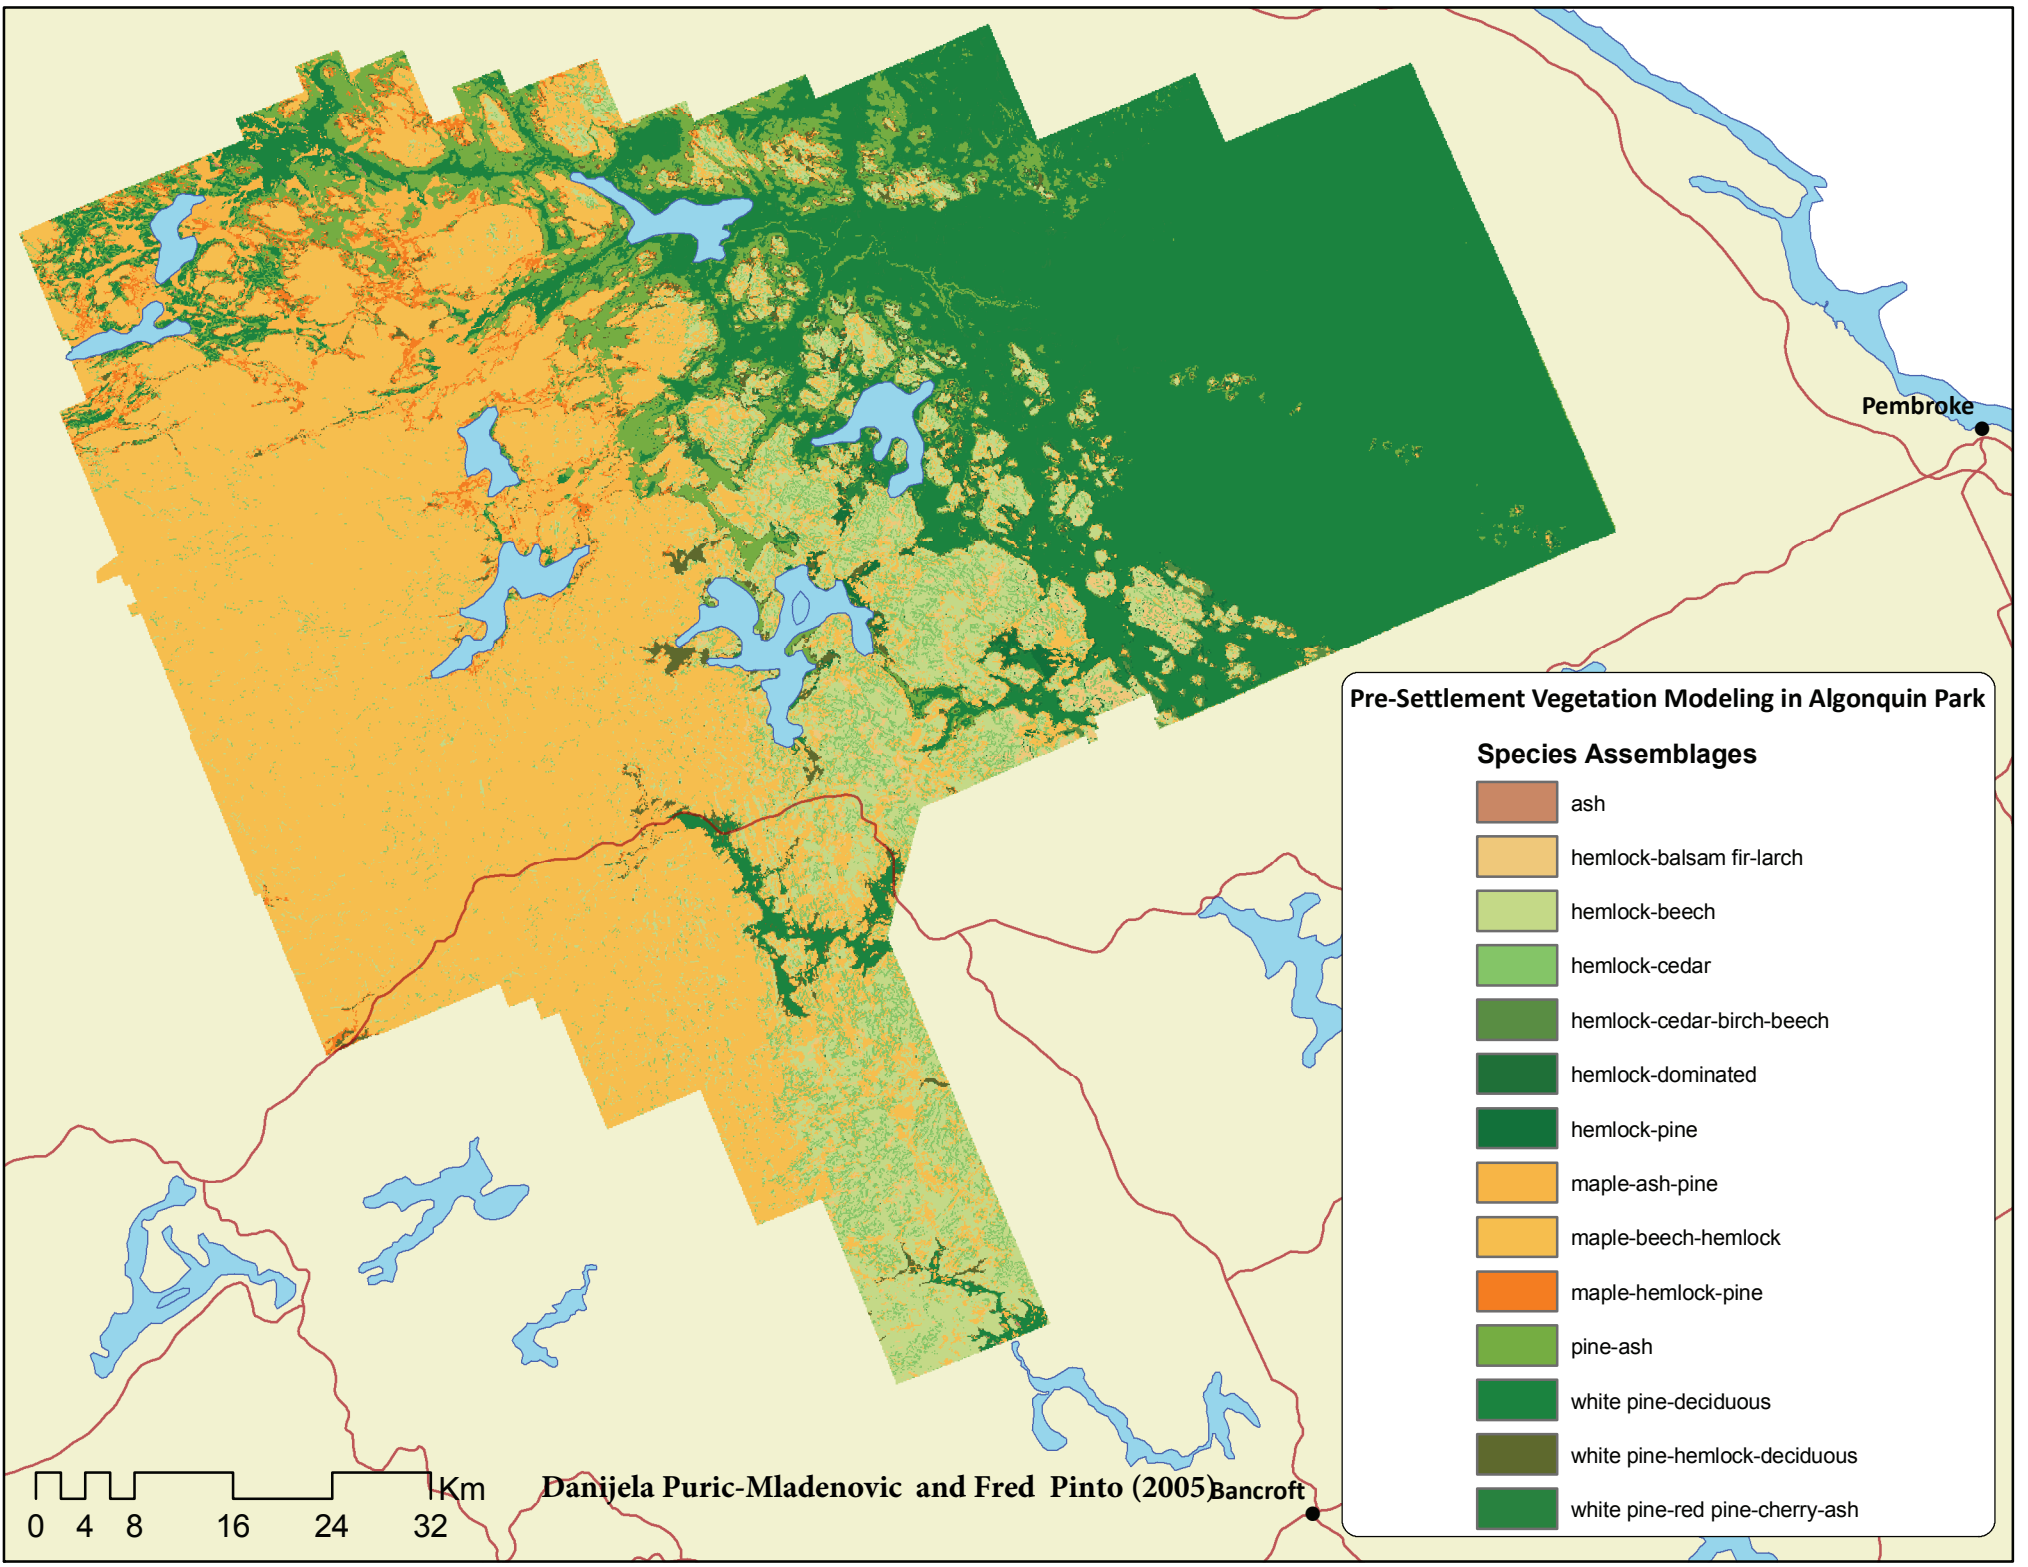 Pembroke
Pre-Settlement Vegetation Modeling in Algonquin Park
Species Assemblages
ash
hemlock-balsam fir-larch
hemlock-beech
hemlock-cedar
hemlock-cedar-birch-beech
hemlock-dominated
hemlock-pine
maple-ash-pine
maple-beech-hemlock
maple-hemlock-pine
pine-ash
white pine-deciduous
white pine-hemlock-deciduous
white pine-red pine-cherry-ash
Km
0 4 8 16 24 32
Danijela Puric-Mladenovic and Fred Pinto (2005)
Bancroft